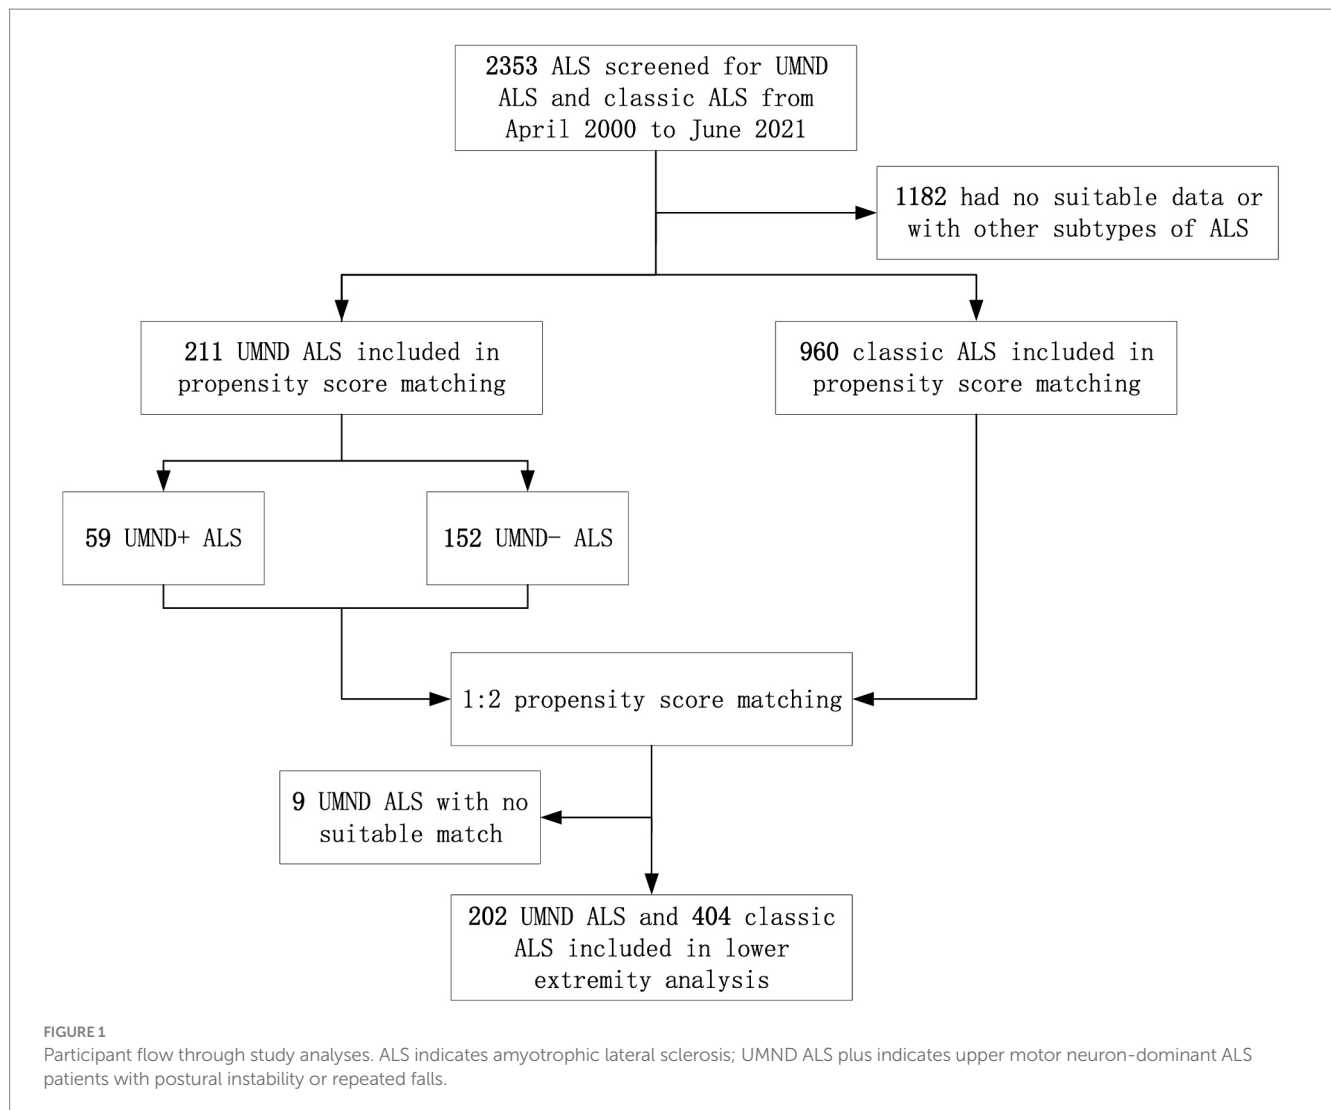 2353 ALS screened for UMND
ALS and classic ALS from
April 2000 to June 2021
1182 had no suitable data or
with other subtypes of ALS
211 UMND ALS included in
propensity score matching
960 classic ALS included in
propensity score matching
59 UMND+ ALS
152 UMND- ALS
1:2 propensity score matching
9 UMND ALS with no
suitable match
202 UMND ALS and 404 classic
ALS included in lower
extremity analysis
FIGURE 1
Participant flow through study analyses. ALS indicates amyotrophic lateral sclerosis; UMND ALS plus indicates upper motor neuron-dominant ALS
patients with postural instability or repeated falls.